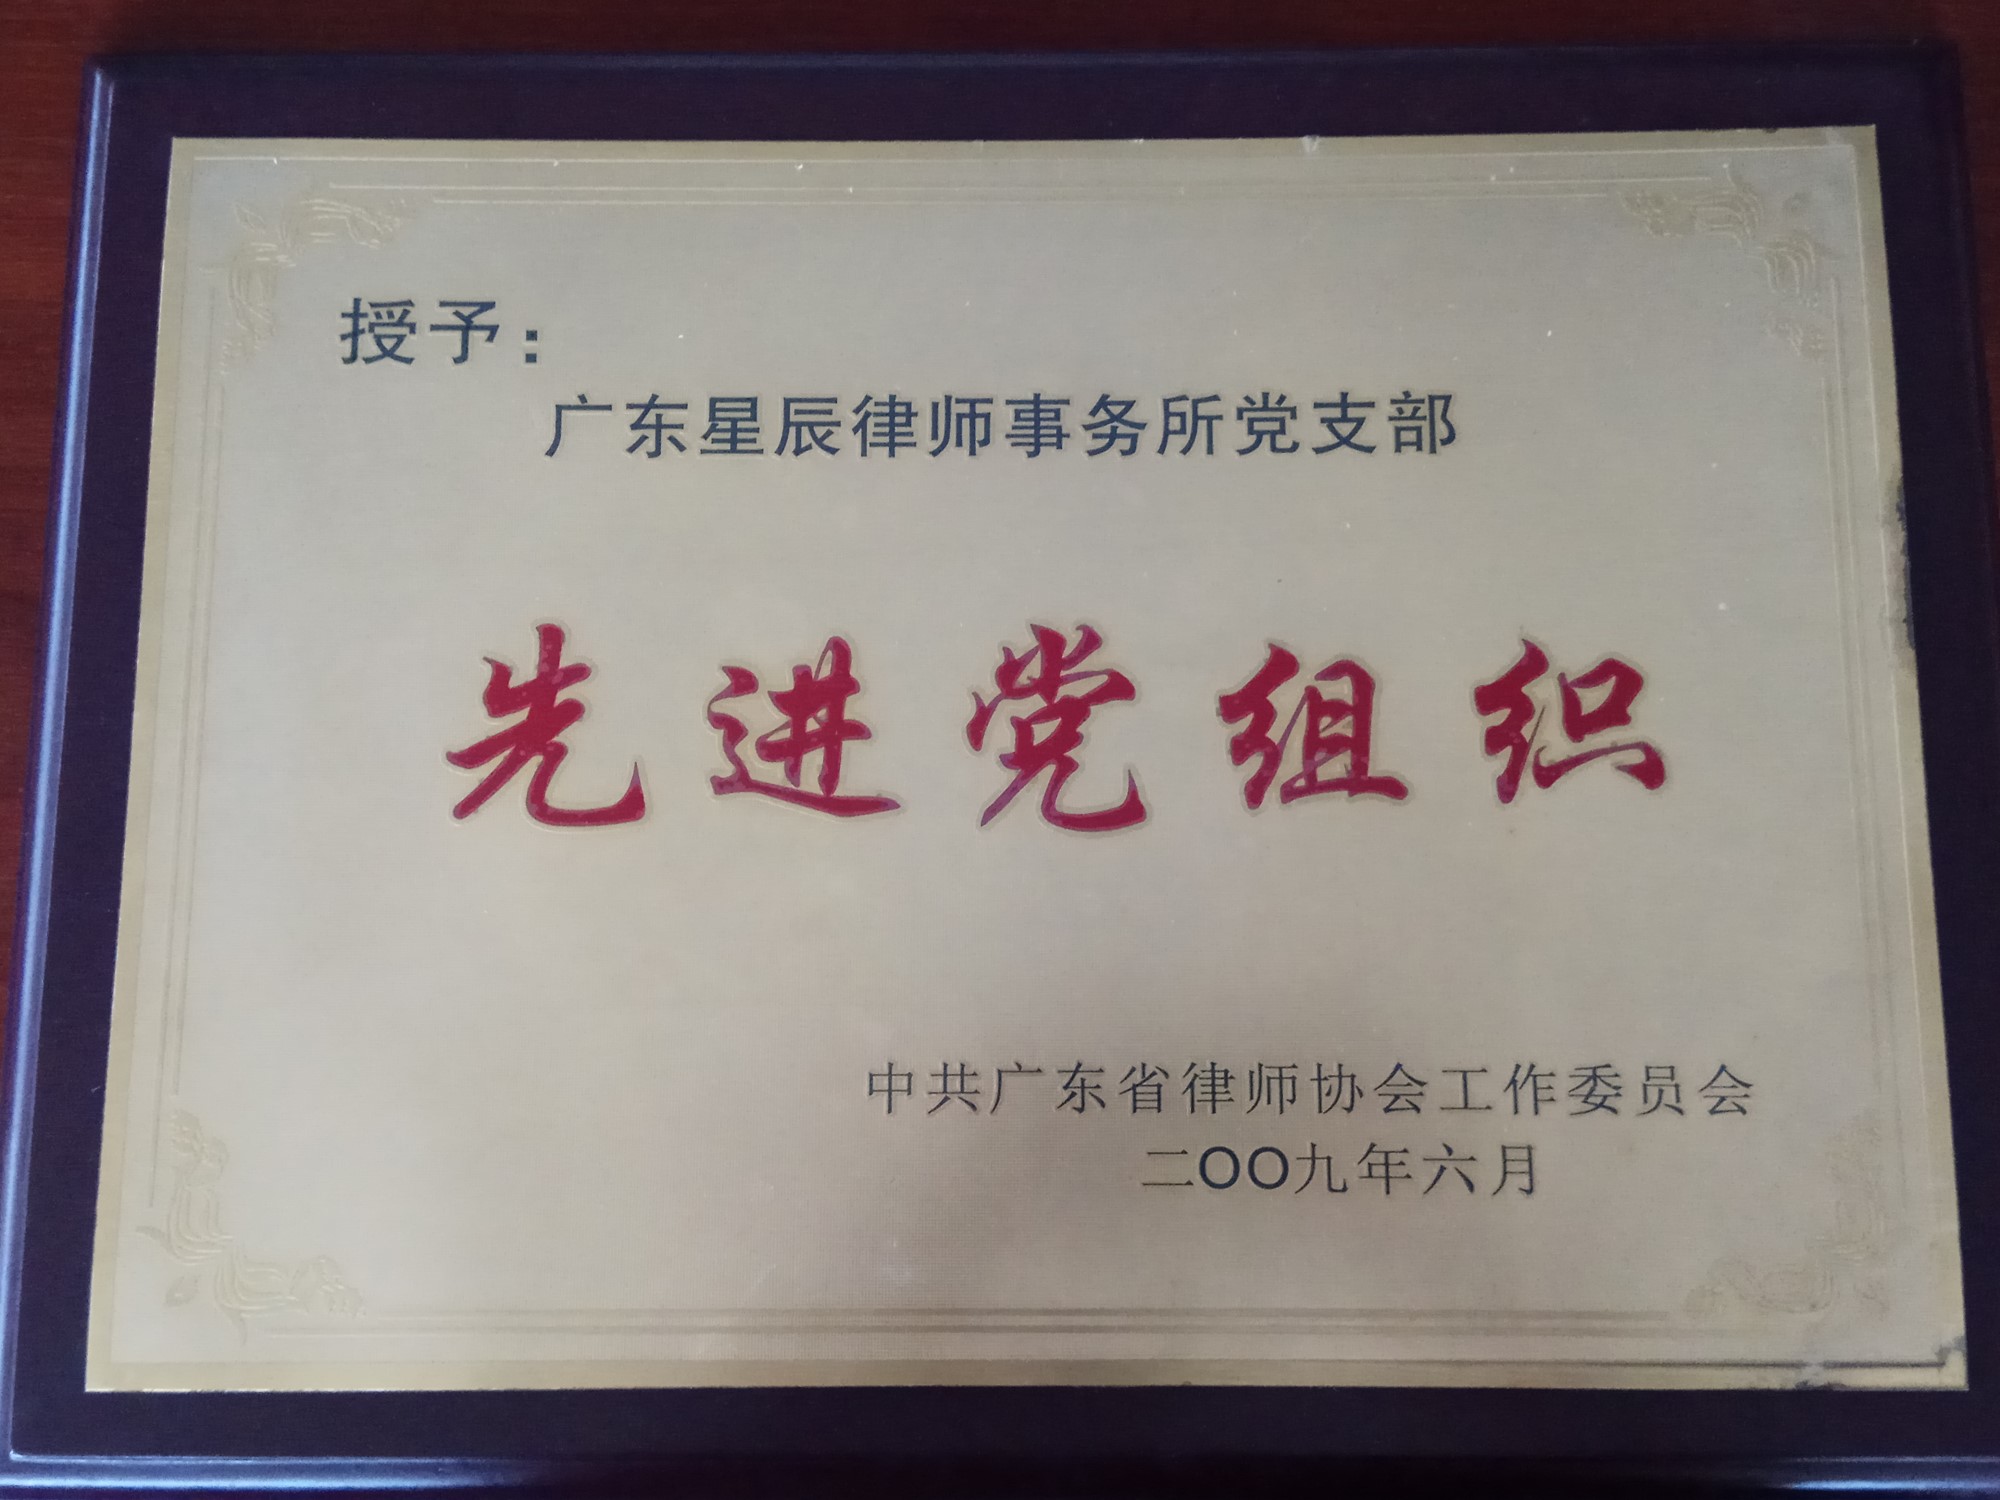 授予：
广东星辰律师事务所党支部
先进党组织
中共广东省律师协会工作委员会
二〇〇九年六月